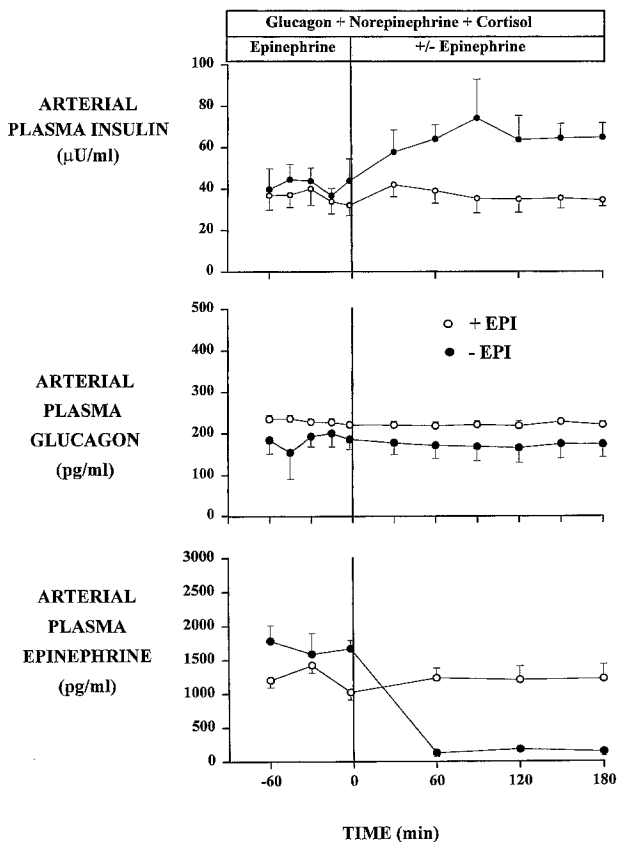 Glucagon + Norepinephrine + Cortisol
Epinephrine +/- Epinephrine
ARTERIAL
PLASMA INSULIN
(μU/ml)
100
80
60
40
20
0
ARTERIAL
PLASMA
GLUCAGON
(pg/ml)
500
400
300
200
100
0
+ EPI
- EPI
ARTERIAL
PLASMA
EPINEPHRINE
(pg/ml)
3000
2500
2000
1500
1000
500
0
-60 0 60 120 180
TIME (min)